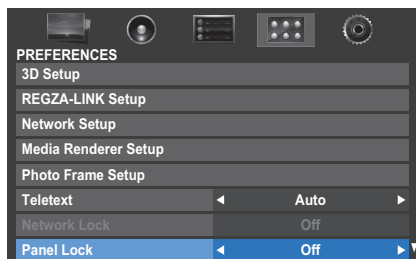 PREFERENCES
3D Setup
REGZA-LINK Setup
Network Setup
Media Renderer Setup
Photo Frame Setup
Teletext Auto
Network Lock Off
Panel Lock Off